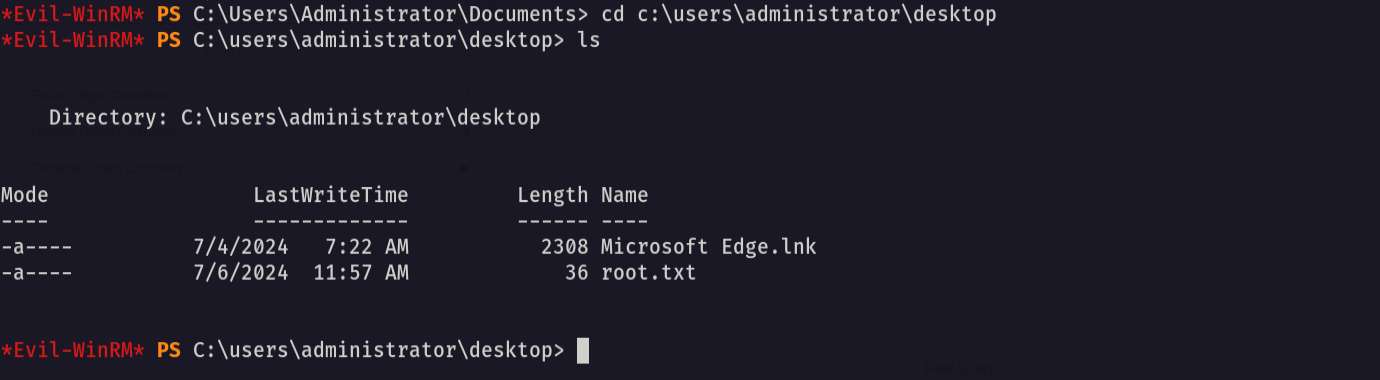 *Evil-WinRM* PS C:\Users\Administrator\Documents> cd c:\users\administrator\desktop
*Evil-WinRM* PS C:\users\administrator\desktop> ls
Directory: C:\users\administrator\desktop
Mode LastWriteTime Length Name
---- ------------- ------ ----
-a---- 7/4/2024 7:22 AM 2308 Microsoft Edge.lnk
-a---- 7/6/2024 11:57 AM 36 root.txt
*Evil-WinRM* PS C:\users\administrator\desktop>